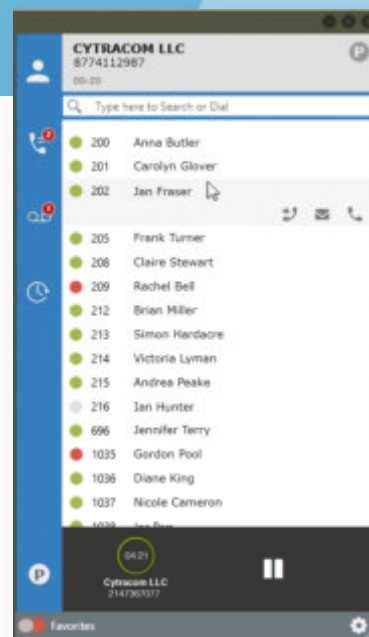 CYTRACOM LLC
8774112987
00:20
Type here to Search or Dial
200 Anna Butler
201 Carolyn Glover
202 Jan Fraser
205 Frank Turner
208 Claire Stewart
209 Rachel Bell
212 Brian Miller
213 Simon Hardacre
214 Victoria Lyman
215 Andrea Peake
216 Ian Hunter
696 Jennifer Terry
1035 Gordon Pool
1036 Diane King
1037 Nicole Cameron
1038
04:21
Cytracom LLC
2147367077
Favorites